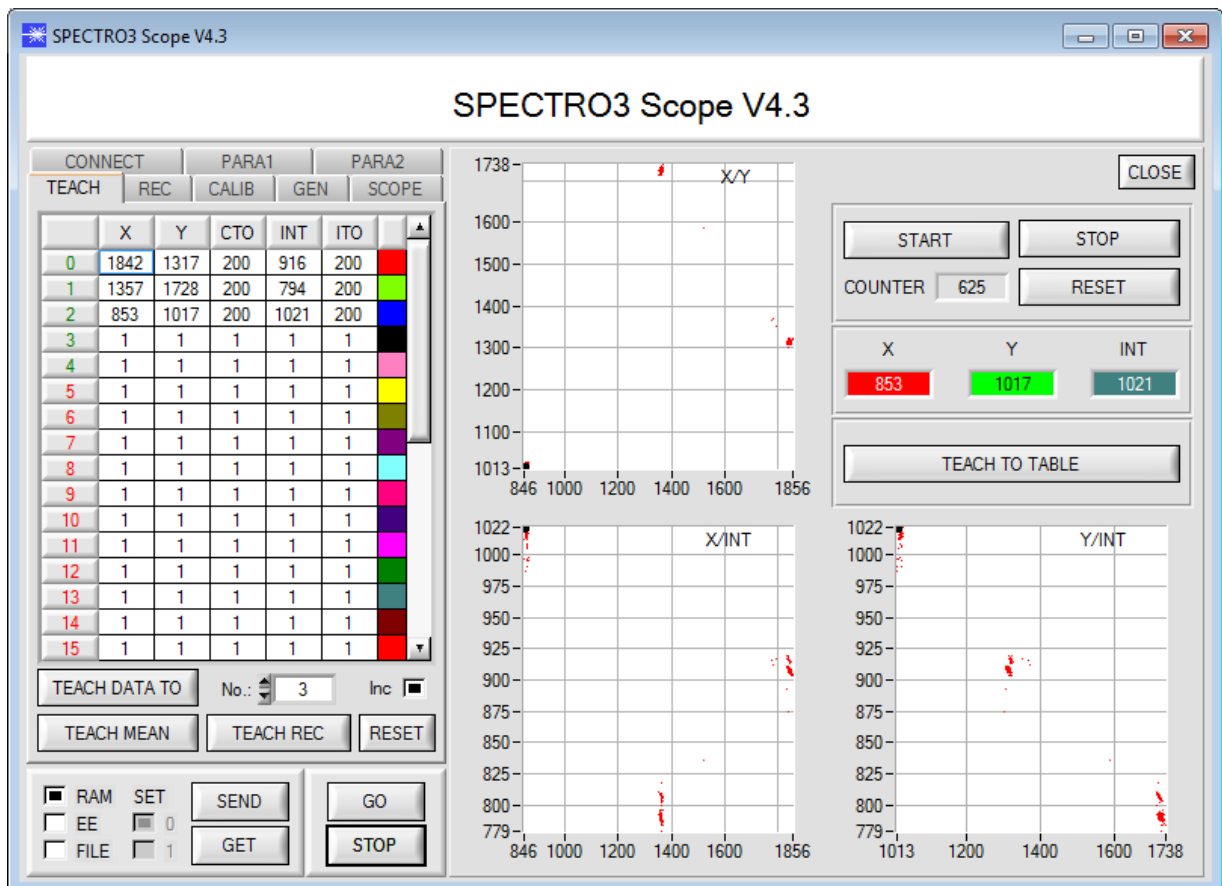 SPECTRO3 Scope V4.3
SPECTRO3 Scope V4.3
CONNECT PARA1 PARA2
TEACH REC CALIB GEN SCOPE
X Y CTO INT ITO
0 1842 1317 200 916 200
1 1357 1728 200 794 200
2 853 1017 200 1021 200
3 1 1 1 1 1
4 1 1 1 1 1
5 1 1 1 1 1
6 1 1 1 1 1
7 1 1 1 1 1
8 1 1 1 1 1
9 1 1 1 1 1
10 1 1 1 1 1
11 1 1 1 1 1
12 1 1 1 1 1
13 1 1 1 1 1
14 1 1 1 1 1
15 1 1 1 1 1
TEACH DATA TO No.: 3 Inc
TEACH MEAN TEACH REC RESET
RAM SET SEND GO
EE 0
FILE 1 GET STOP
X/Y
1738
1600
1500
1400
1300
1200
1100
1013
846 1000 1200 1400 1600 1856
CLOSE
START STOP
COUNTER 625 RESET
X Y INT
853 1017 1021
TEACH TO TABLE
X/INT
1022
1000
975
950
925
900
875
850
825
800
779
846 1000 1200 1400 1600 1856
Y/INT
1022
1000
975
950
925
900
875
850
825
800
779
1013 1200 1400 1600 1738